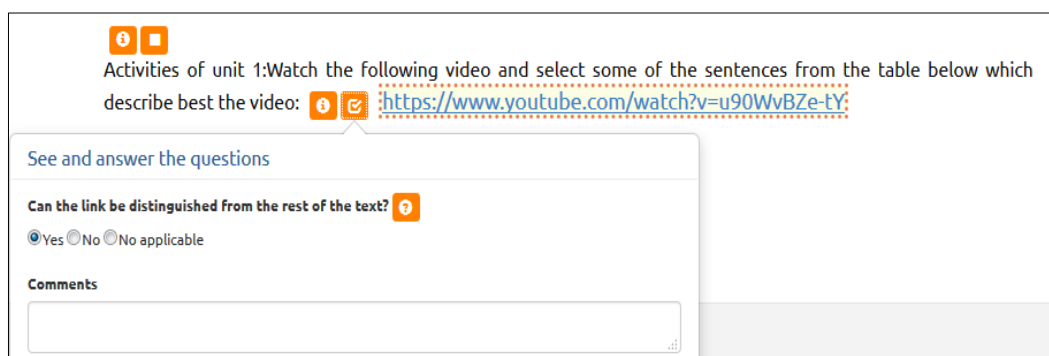 Activities of unit 1:Watch the following video and select some of the sentences from the table below which
describe best the video: https://www.youtube.com/watch?v=u90WvBZe-tY
See and answer the questions
Can the link be distinguished from the rest of the text?
Yes No No applicable
Comments